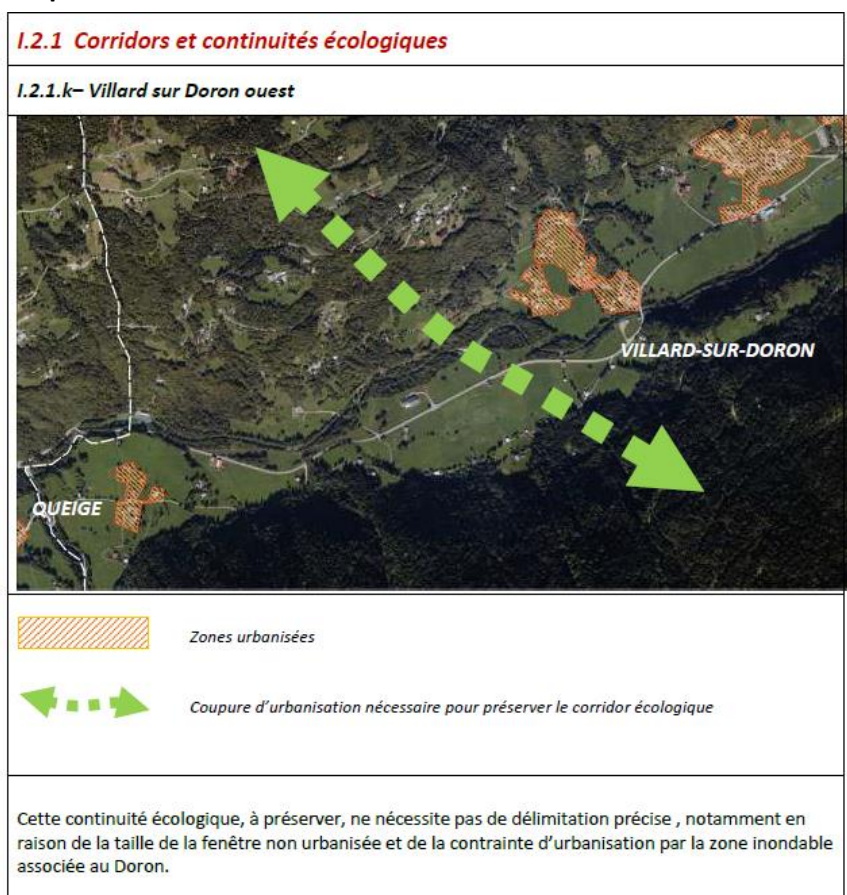 I.2.1 Corridors et continuités écologiques
I.2.1.k– Villard sur Doron ouest
VILLARD-SUR-DORON
QUEIGE
Zones urbanisées
Coupure d'urbanisation nécessaire pour préserver le corridor écologique
Cette continuité écologique, à préserver, ne nécessite pas de délimitation précise , notamment en
raison de la taille de la fenêtre non urbanisée et de la contrainte d'urbanisation par la zone inondable
associée au Doron.